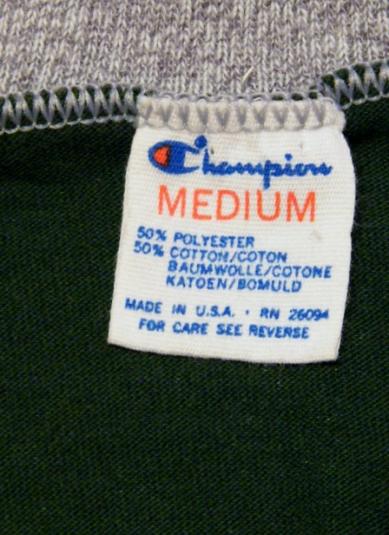 Champion
MEDIUM
50% POLYESTER
50% COTTON/COTON
BAUMWOLLE/COTONE
KATOEN/BOMULD
MADE IN U.S.A. · RN 26094
FOR CARE SEE REVERSE